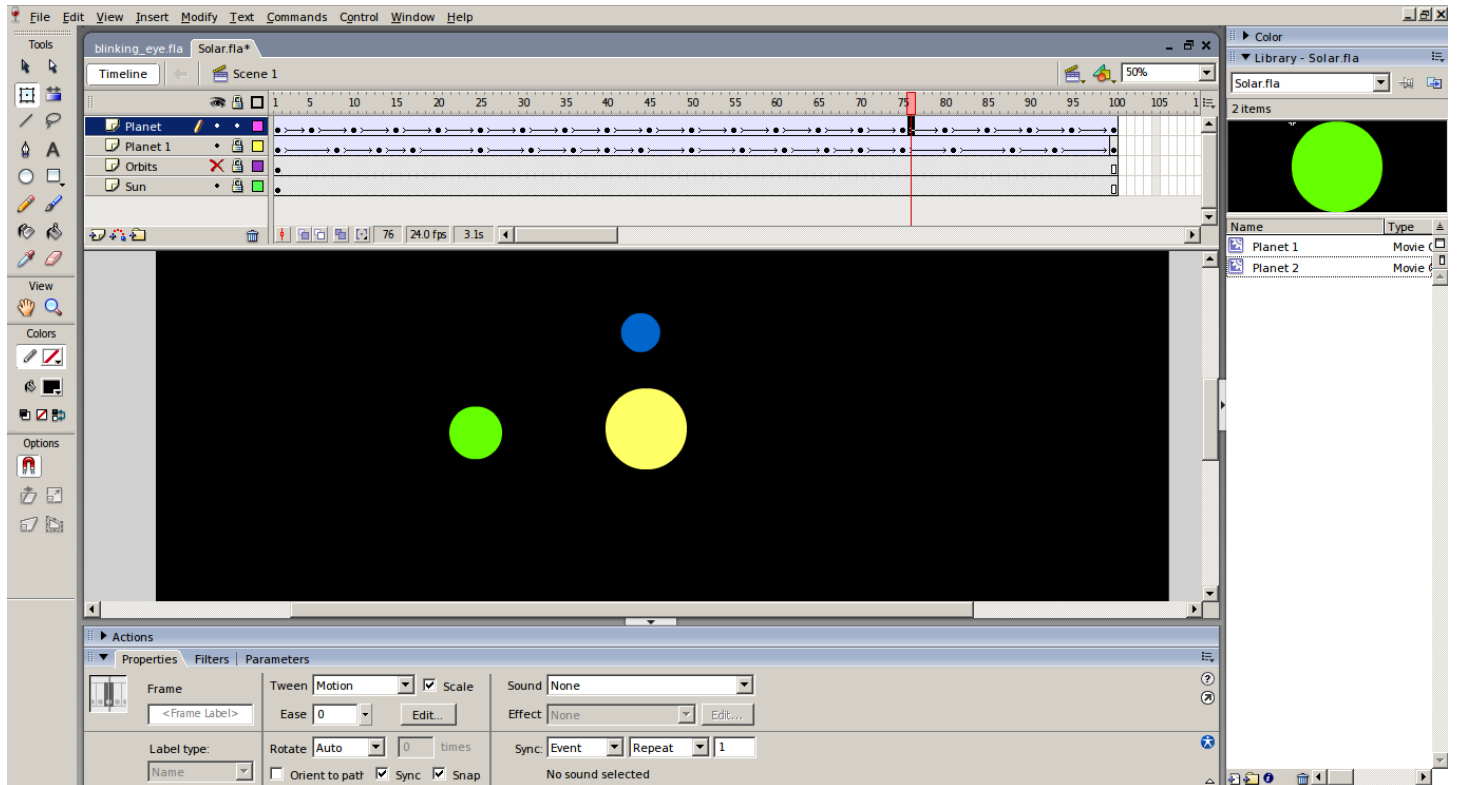 File Edit View Insert Modify Text Commands Control Window Help
Tools
blinking_eye.fla Solar.fla*
Timeline Scene 1 50%
1 5 10 15 20 25 30 35 40 45 50 55 60 65 70 75 80 85 90 95 100 105 1
Planet
Planet 1
Orbits
Sun
76 24.0 fps 3.1s
View
Colors
Options
Color
Library - Solar.fla
Solar.fla
2 items
Name Type
Planet 1 Movie C
Planet 2 Movie C
Actions
Properties Filters Parameters
Frame
<Frame Label>
Label type:
Name
Tween Motion Scale
Ease 0 Edit...
Rotate Auto 0 times
Orient to path Sync Snap
Sound None
Effect None Edit...
Sync: Event Repeat 1
No sound selected